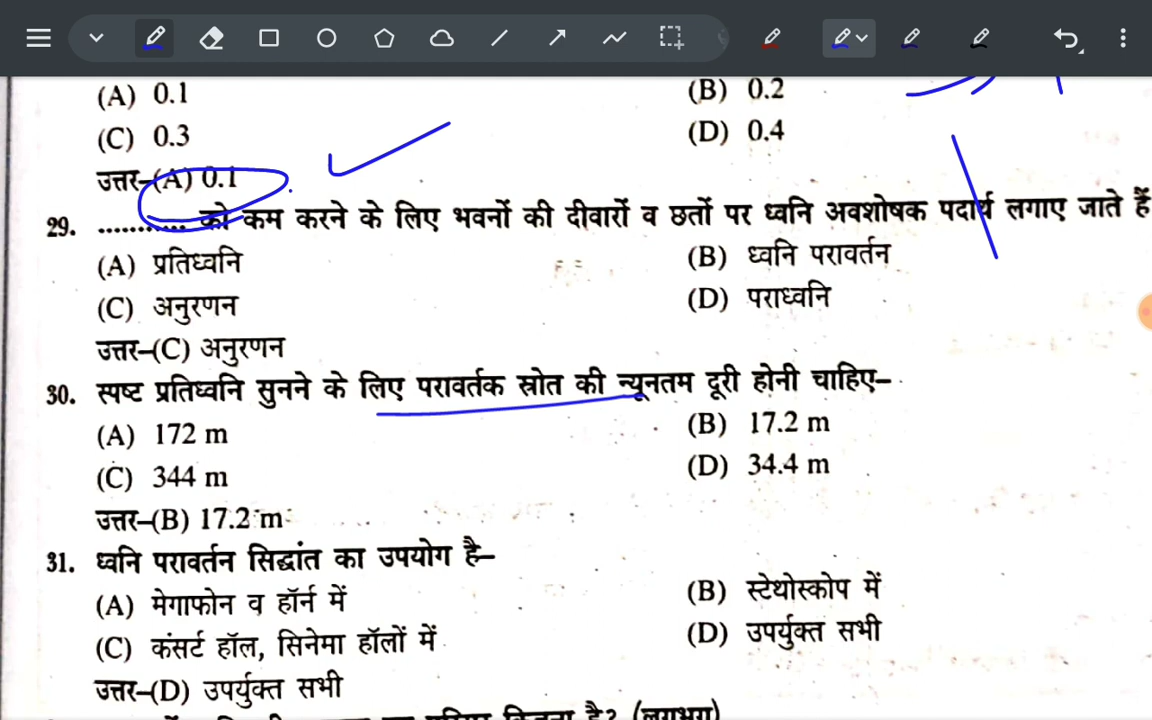 (A) 0.1
(B) 0.2
(C) 0.3
(D) 0.4
उत्तर–(A) 0.1
29. ........... को कम करने के लिए भवनों की दीवारों व छतों पर ध्वनि अवशोषक पदार्थ लगाए जाते हैं
(A) प्रतिध्वनि
(B) ध्वनि परावर्तन
(C) अनुरणन
(D) पराध्वनि
उत्तर–(C) अनुरणन
30. स्पष्ट प्रतिध्वनि सुनने के लिए परावर्तक स्रोत की न्यूनतम दूरी होनी चाहिए–
(A) 172 m
(B) 17.2 m
(C) 344 m
(D) 34.4 m
उत्तर–(B) 17.2 m
31. ध्वनि परावर्तन सिद्धांत का उपयोग है–
(A) मेगाफोन व हॉर्न में
(B) स्टेथोस्कोप में
(C) कंसर्ट हॉल, सिनेमा हॉलों में
(D) उपर्युक्त सभी
उत्तर–(D) उपर्युक्त सभी
कितना है? (लगभग)